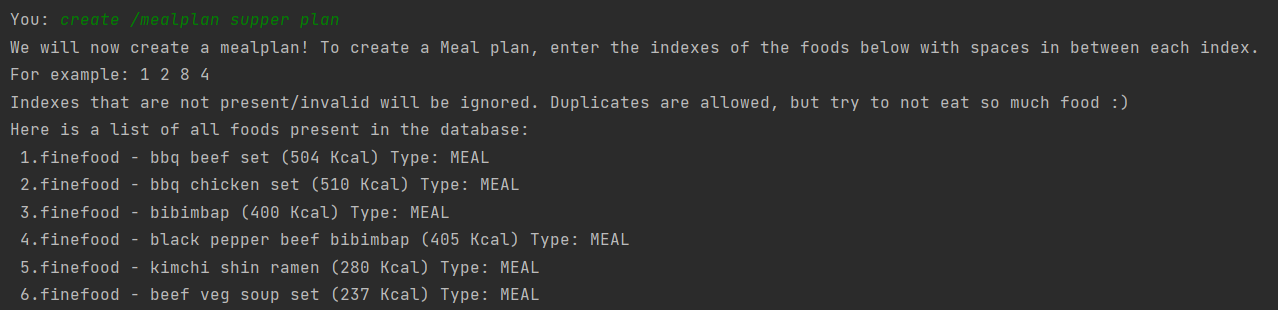 You: create /mealplan supper plan
We will now create a mealplan! To create a Meal plan, enter the indexes of the foods below with spaces in between each index.
For example: 1 2 8 4
Indexes that are not present/invalid will be ignored. Duplicates are allowed, but try to not eat so much food :)
Here is a list of all foods present in the database:
1.finefood - bbq beef set (504 Kcal) Type: MEAL
2.finefood - bbq chicken set (510 Kcal) Type: MEAL
3.finefood - bibimbap (400 Kcal) Type: MEAL
4.finefood - black pepper beef bibimbap (405 Kcal) Type: MEAL
5.finefood - kimchi shin ramen (280 Kcal) Type: MEAL
6.finefood - beef veg soup set (237 Kcal) Type: MEAL